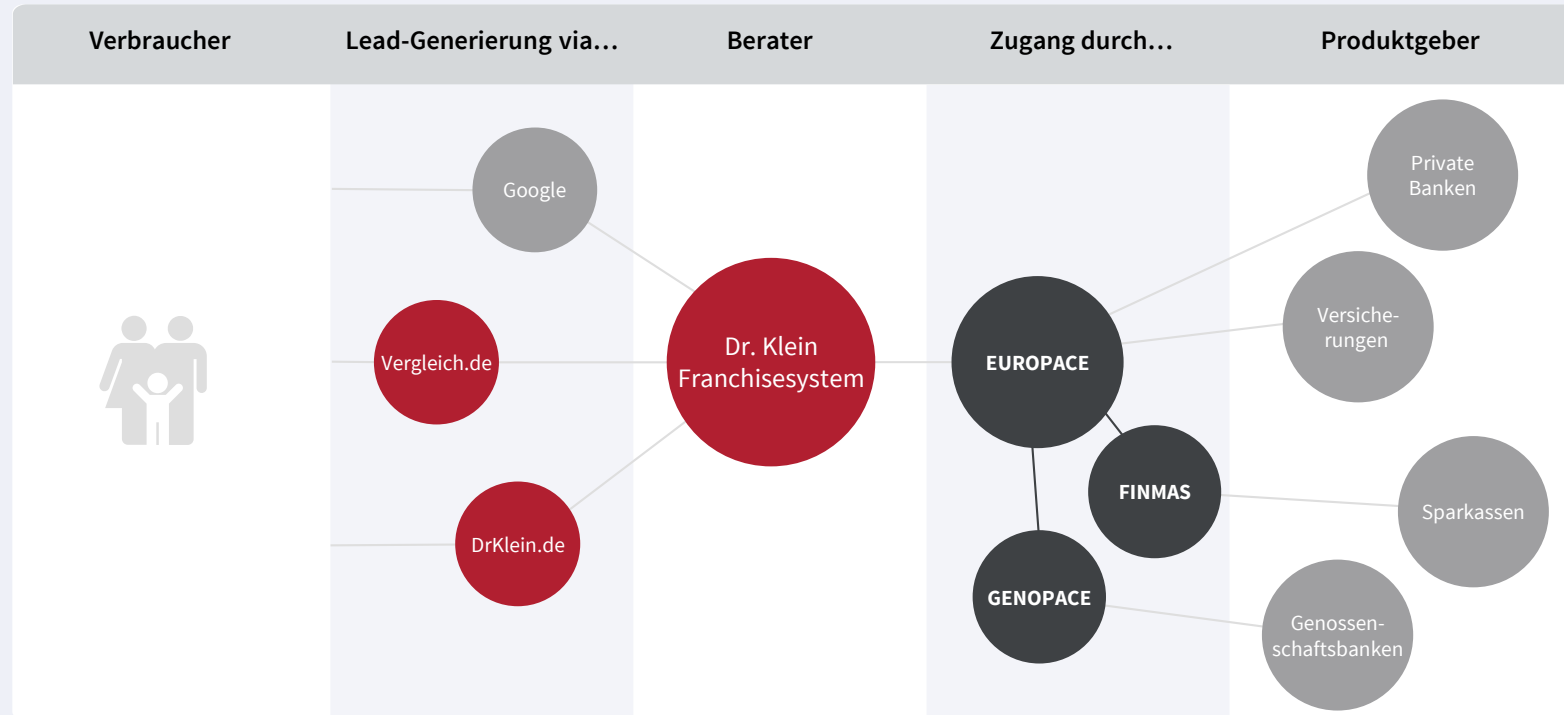 Verbraucher
Lead-Generierung via…
Berater
Zugang durch…
Produktgeber
Google
Vergleich.de
DrKlein.de
Dr. Klein
Franchisesystem
EUROPACE
FINMAS
GENOPACE
Private
Banken
Versiche-
rungen
Sparkassen
Genossen-
schaftsbanken